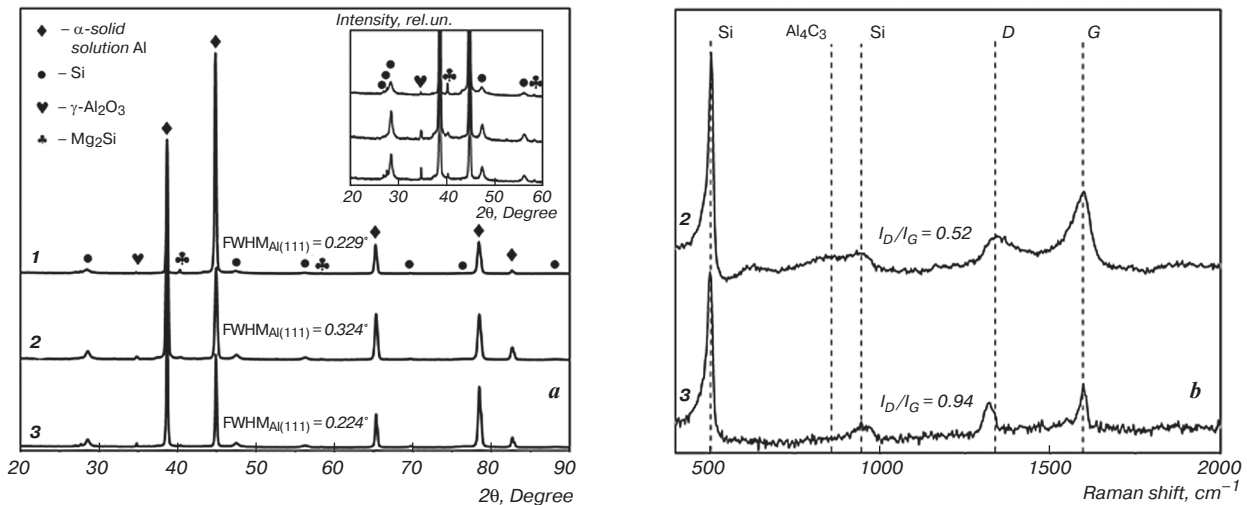 ♦ – α-solid
solution Al
● – Si
♥ – γ-Al2O3
♣ – Mg2Si
Intensity, rel.un.
20 30 40 50 60
2θ, Degree
1
FWHMAl(111) = 0.229°
2
FWHMAl(111) = 0.324°
a
3
FWHMAl(111) = 0.224°
20 30 40 50 60 70 80 90
2θ, Degree
Si Al4C3 Si D G
2
ID/IG = 0.52
3
ID/IG = 0.94
b
500 1000 1500 2000
Raman shift, cm−1